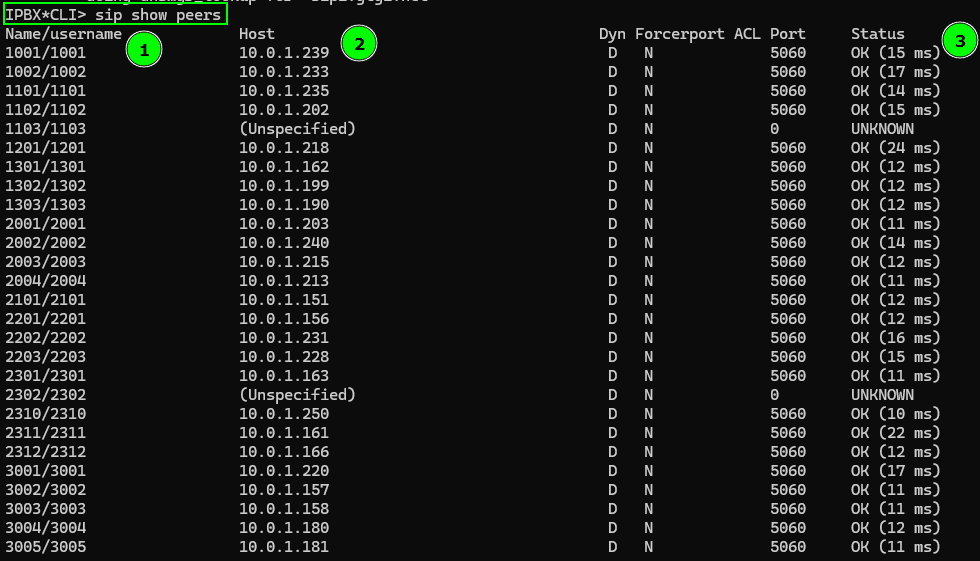 IPBX*CLI> sip show peers
Name/username 1 Host 2 Dyn Forcerport ACL Port Status 3
1001/1001 10.0.1.239 D N 5060 OK (15 ms)
1002/1002 10.0.1.233 D N 5060 OK (17 ms)
1101/1101 10.0.1.235 D N 5060 OK (14 ms)
1102/1102 10.0.1.202 D N 5060 OK (15 ms)
1103/1103 (Unspecified) D N 0 UNKNOWN
1201/1201 10.0.1.218 D N 5060 OK (24 ms)
1301/1301 10.0.1.162 D N 5060 OK (12 ms)
1302/1302 10.0.1.199 D N 5060 OK (12 ms)
1303/1303 10.0.1.190 D N 5060 OK (12 ms)
2001/2001 10.0.1.203 D N 5060 OK (11 ms)
2002/2002 10.0.1.240 D N 5060 OK (14 ms)
2003/2003 10.0.1.215 D N 5060 OK (12 ms)
2004/2004 10.0.1.213 D N 5060 OK (11 ms)
2101/2101 10.0.1.151 D N 5060 OK (12 ms)
2201/2201 10.0.1.156 D N 5060 OK (12 ms)
2202/2202 10.0.1.231 D N 5060 OK (16 ms)
2203/2203 10.0.1.228 D N 5060 OK (15 ms)
2301/2301 10.0.1.163 D N 5060 OK (11 ms)
2302/2302 (Unspecified) D N 0 UNKNOWN
2310/2310 10.0.1.250 D N 5060 OK (10 ms)
2311/2311 10.0.1.161 D N 5060 OK (22 ms)
2312/2312 10.0.1.166 D N 5060 OK (12 ms)
3001/3001 10.0.1.220 D N 5060 OK (17 ms)
3002/3002 10.0.1.157 D N 5060 OK (11 ms)
3003/3003 10.0.1.158 D N 5060 OK (11 ms)
3004/3004 10.0.1.180 D N 5060 OK (12 ms)
3005/3005 10.0.1.181 D N 5060 OK (11 ms)